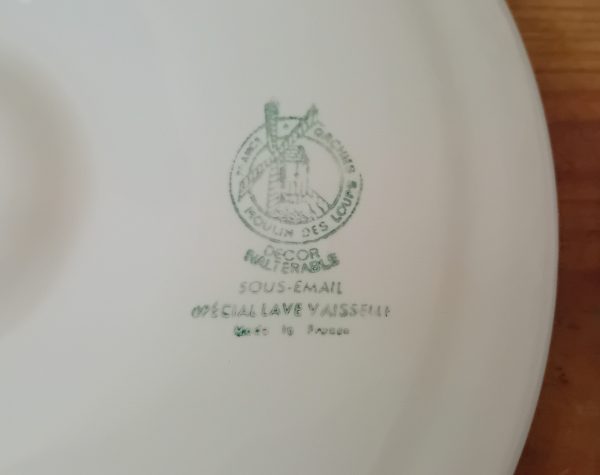 MOULIN DES LOUPS
DECOR
INALTERABLE
SOUS-EMAIL
SPÉCIAL LAVE VAISSELLE
Made in France